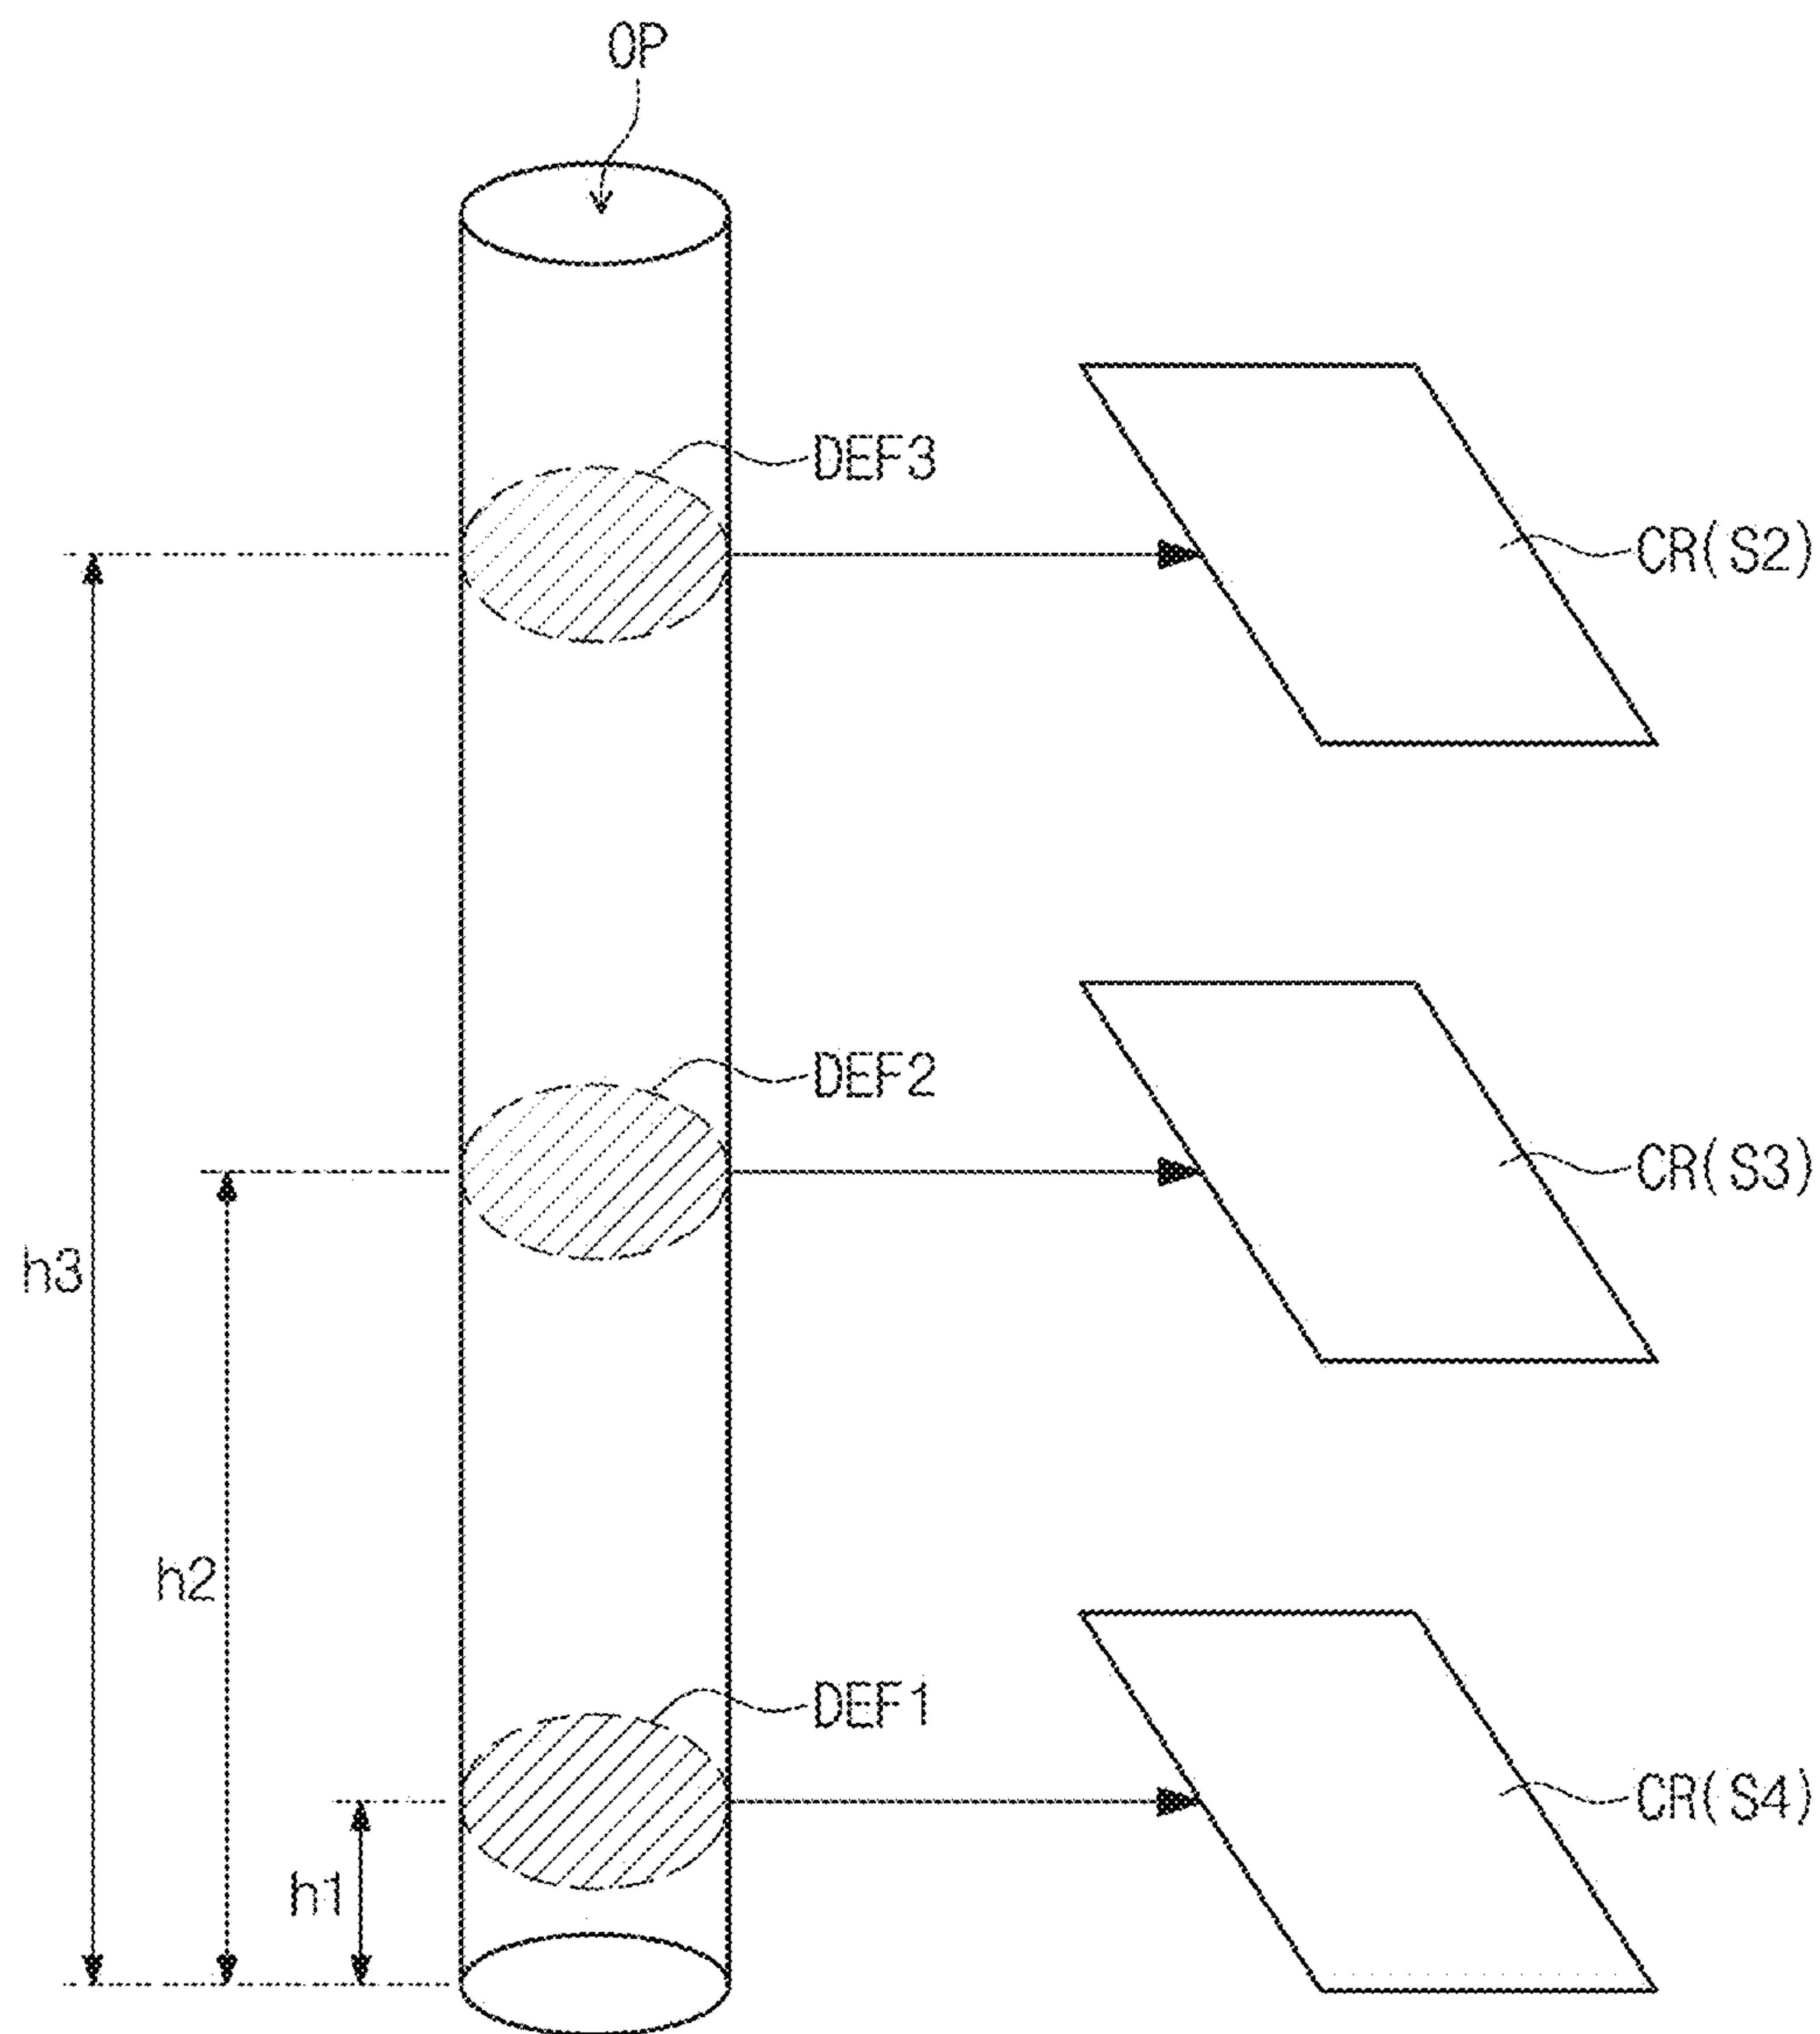 OP
DEF3
CR(S2)
DEF2
CR(S3)
h3
h2
DEF1
CR(S4)
h1